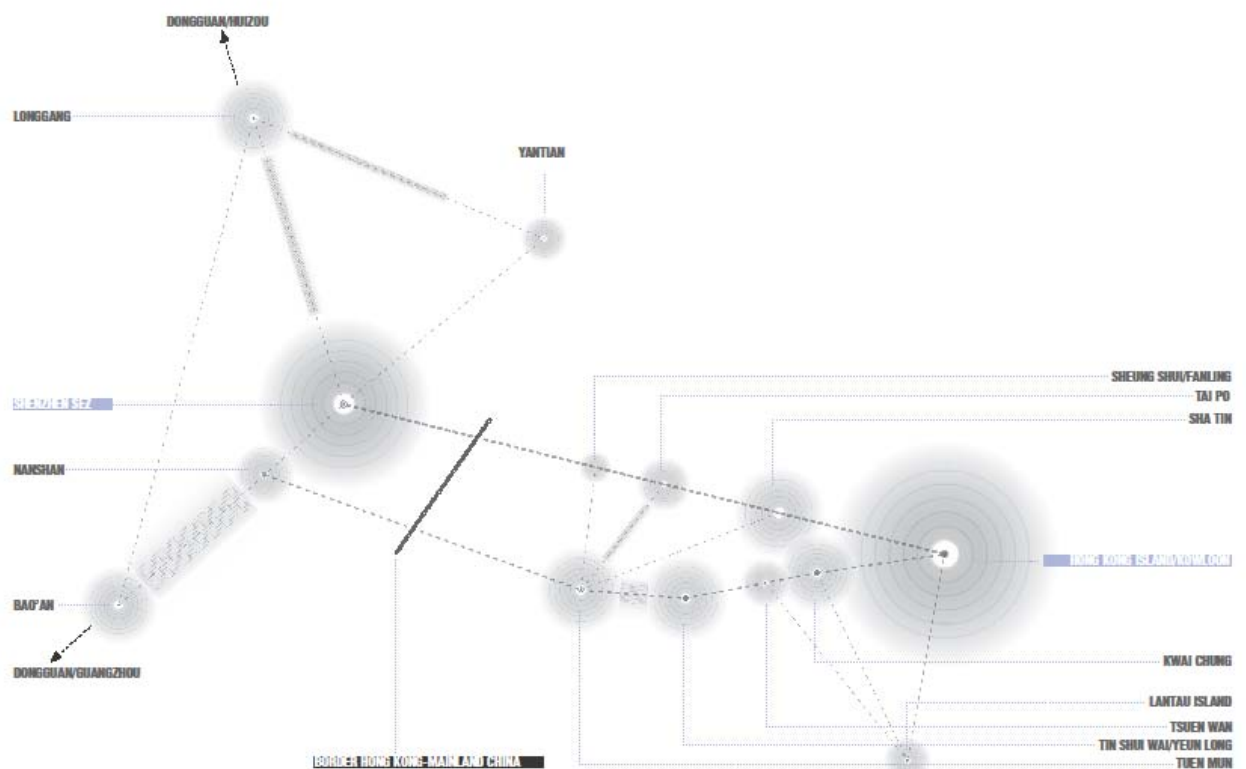 DONGGUAN/HUIZOU
LONGGANG
YANTIAN
SHENZHEN SEZ
NANSHAN
BAO'AN
DONGGUAN/GUANGZHOU
BORDER HONG KONG-MAINLAND CHINA
SHEUNG SHUI/FANLING
TAI PO
SHA TIN
HONG KONG ISLAND/KOWLOON
KWAI CHUNG
LANTAU ISLAND
TSUEN WAN
TIN SHUI WAI/YEUN LONG
TUEN MUN